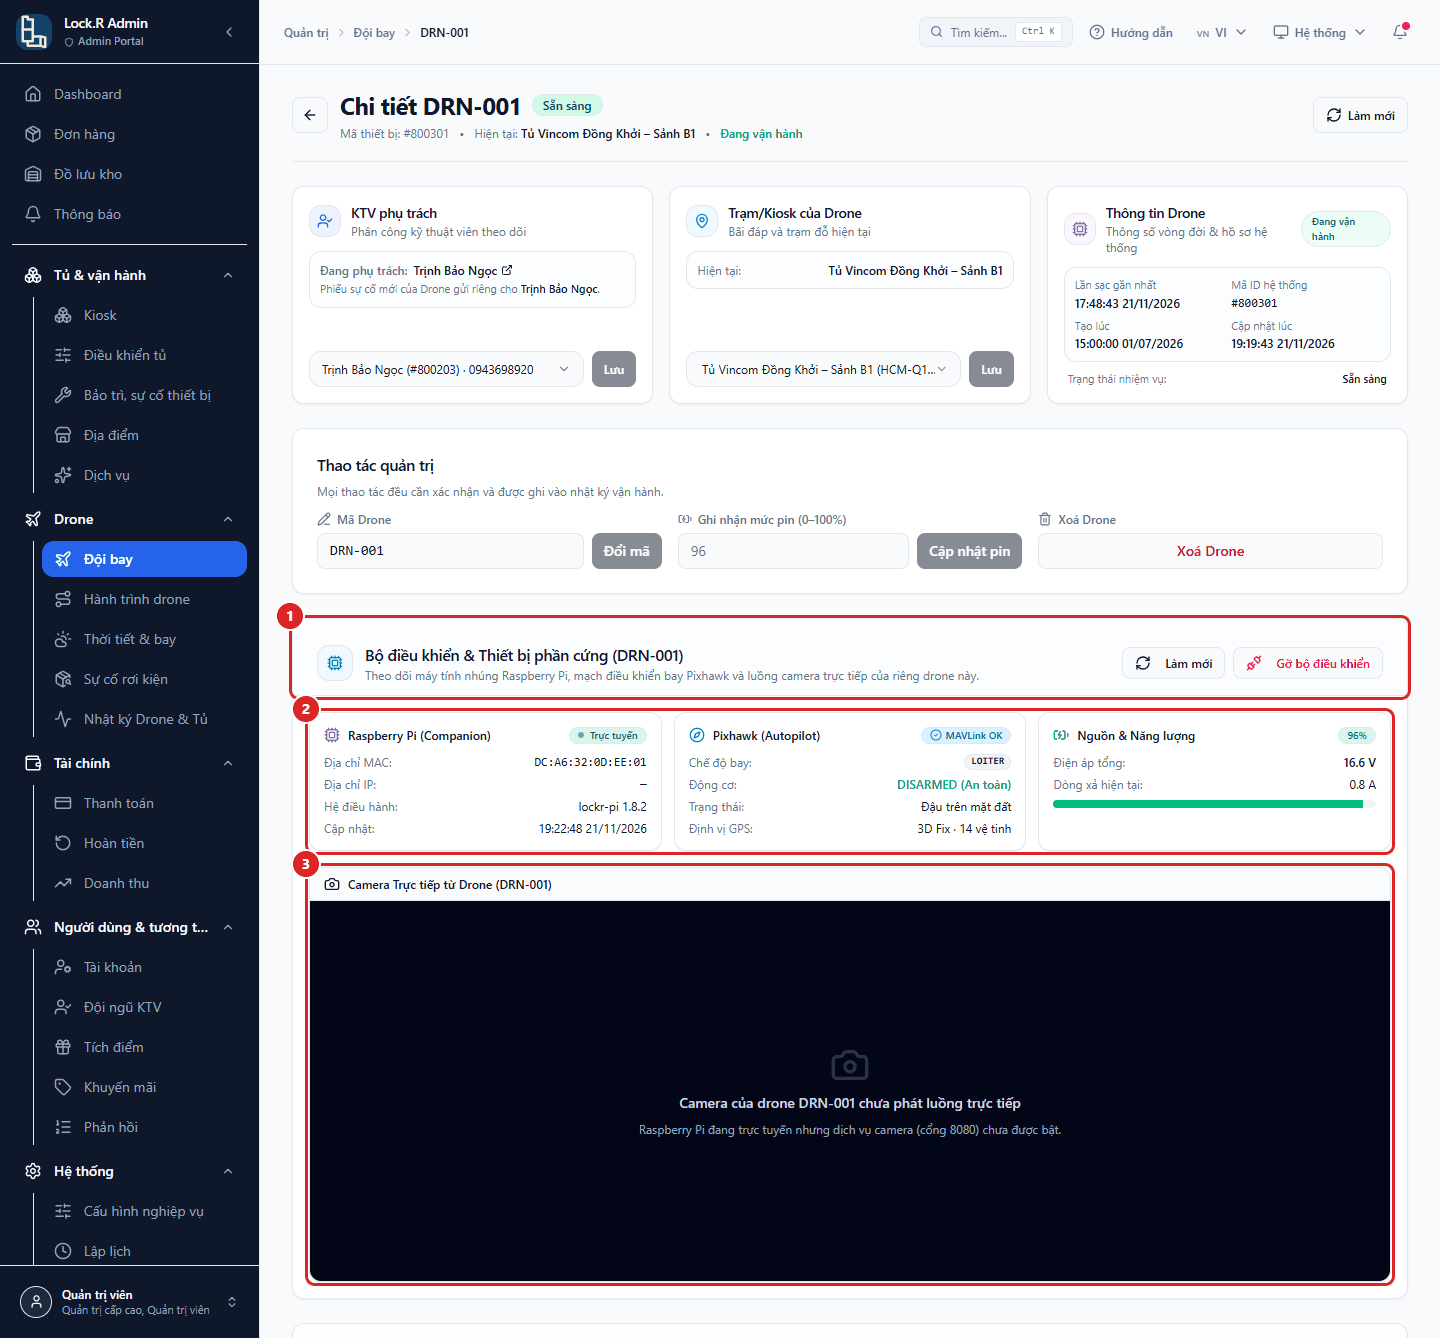 Lock.R Admin
Admin Portal
Dashboard
Đơn hàng
Đồ lưu kho
Thông báo
Tủ & vận hành
Kiosk
Điều khiển tủ
Bảo trì, sự cố thiết bị
Địa điểm
Dịch vụ
Drone
Đội bay
Hành trình drone
Thời tiết & bay
Sự cố rơi kiện
Nhật ký Drone & Tủ
Tài chính
Thanh toán
Hoàn tiền
Doanh thu
Người dùng & tương t...
Tài khoản
Đội ngũ KTV
Tích điểm
Khuyến mãi
Phản hồi
Hệ thống
Cấu hình nghiệp vụ
Lập lịch
Quản trị viên
Quản trị cấp cao, Quản trị viên
Quản trị > Đội bay > DRN-001
Tìm kiếm... Ctrl K
Hướng dẫn
VN VI
Hệ thống
Chi tiết DRN-001 Sẵn sàng
Mã thiết bị: #800301 • Hiện tại: Tủ Vincom Đồng Khởi – Sảnh B1 • Đang vận hành
Làm mới
KTV phụ trách
Phân công kỹ thuật viên theo dõi
Đang phụ trách: Trịnh Bảo Ngọc
Phiếu sự cố mới của Drone gửi riêng cho Trịnh Bảo Ngọc.
Trịnh Bảo Ngọc (#800203) · 0943698920
Lưu
Trạm/Kiosk của Drone
Bãi đáp và trạm đỗ hiện tại
Hiện tại: Tủ Vincom Đồng Khởi – Sảnh B1
Tủ Vincom Đồng Khởi – Sảnh B1 (HCM-Q1...
Lưu
Thông tin Drone
Thông số vòng đời & hồ sơ hệ thống
Đang vận hành
Lần sạc gần nhất
17:48:43 21/11/2026
Mã ID hệ thống
#800301
Tạo lúc
15:00:00 01/07/2026
Cập nhật lúc
19:19:43 21/11/2026
Trạng thái nhiệm vụ: Sẵn sàng
Thao tác quản trị
Mọi thao tác đều cần xác nhận và được ghi vào nhật ký vận hành.
Mã Drone
DRN-001
Đổi mã
Ghi nhận mức pin (0–100%)
96
Cập nhật pin
Xoá Drone
Xoá Drone
1
Bộ điều khiển & Thiết bị phần cứng (DRN-001)
Theo dõi máy tính nhúng Raspberry Pi, mạch điều khiển bay Pixhawk và luồng camera trực tiếp của riêng drone này.
Làm mới
Gỡ bộ điều khiển
2
Raspberry Pi (Companion) Trực tuyến
Địa chỉ MAC: DC:A6:32:0D:EE:01
Địa chỉ IP: –
Hệ điều hành: lockr-pi 1.8.2
Cập nhật: 19:22:48 21/11/2026
Pixhawk (Autopilot) MAVLink OK
Chế độ bay: LOITER
Động cơ: DISARMED (An toàn)
Trạng thái: Đậu trên mặt đất
Định vị GPS: 3D Fix · 14 vệ tinh
Nguồn & Năng lượng 96%
Điện áp tổng: 16.6 V
Dòng xả hiện tại: 0.8 A
3
Camera Trực tiếp từ Drone (DRN-001)
Camera của drone DRN-001 chưa phát luồng trực tiếp
Raspberry Pi đang trực tuyến nhưng dịch vụ camera (cổng 8080) chưa được bật.